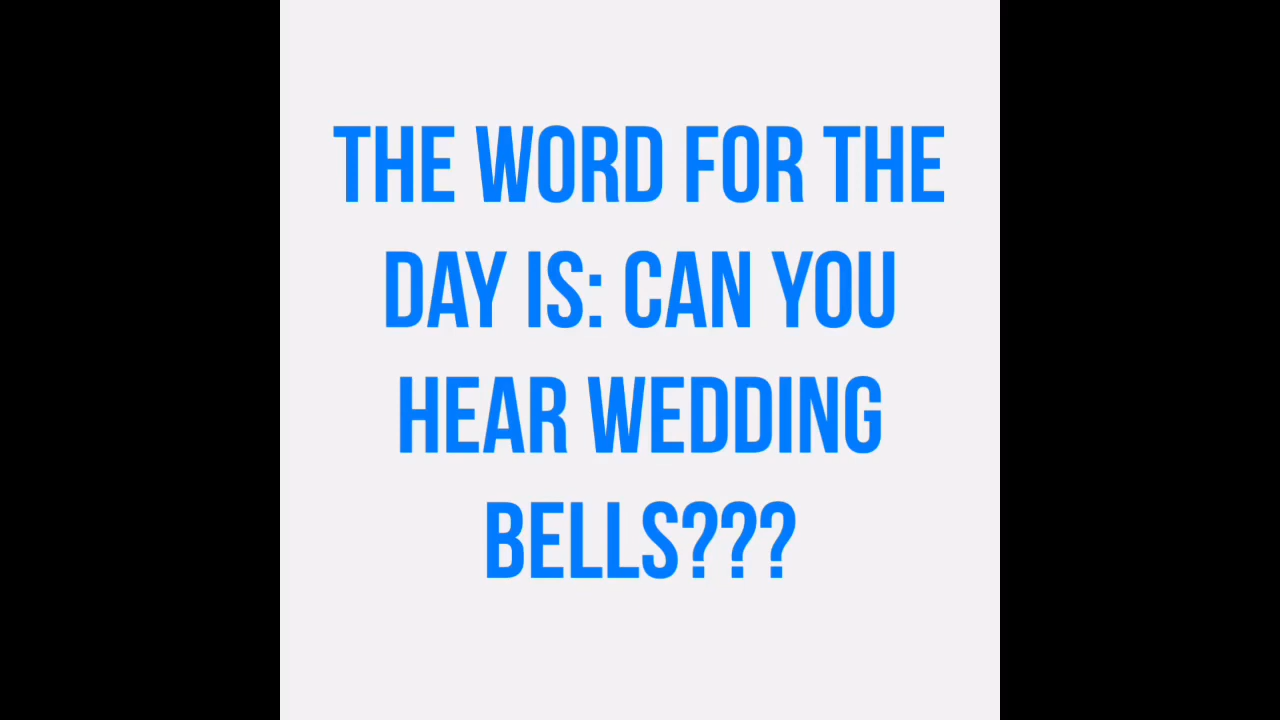 THE WORD FOR THE
DAY IS: CAN YOU
HEAR WEDDING
BELLS???